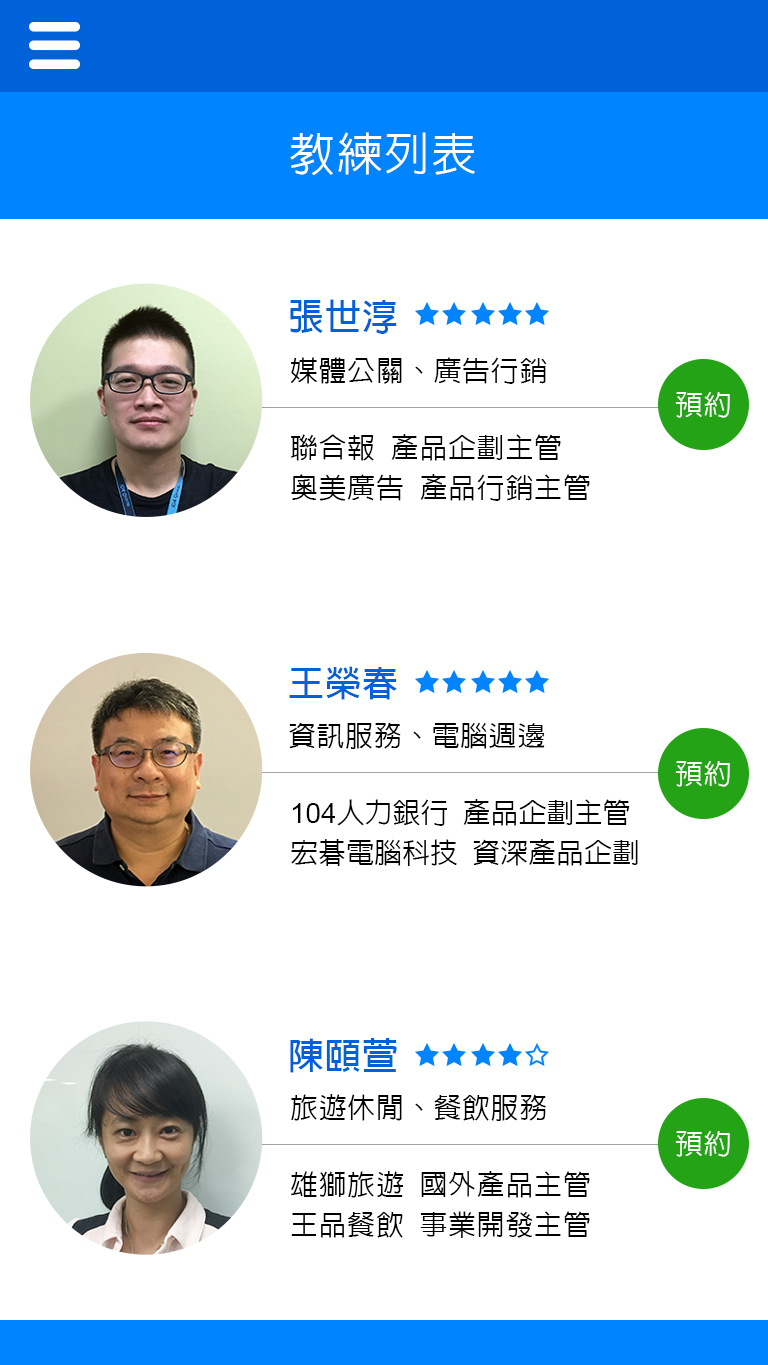 教練列表
張世淳 ★★★★★
媒體公關、廣告行銷
預約
聯合報 產品企劃主管
奧美廣告 產品行銷主管
王榮春 ★★★★★
資訊服務、電腦週邊
預約
104人力銀行 產品企劃主管
宏碁電腦科技 資深產品企劃
陳頤萱 ★★★★☆
旅遊休閒、餐飲服務
預約
雄獅旅遊 國外產品主管
王品餐飲 事業開發主管